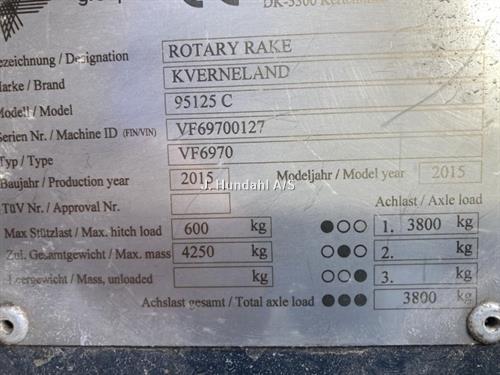 group
DK-5300 Kerteminde
ezeichnung / Designation ROTARY RAKE
Marke / Brand KVERNELAND
Modell / Model 95125 C
Serien Nr. / Machine ID (FIN/VIN) VF69700127
Typ / Type VF6970
Baujahr / Production year 2015 Modeljahr / Model year 2015
TüV Nr. / Approval Nr. Achlast / Axle load
Max Stützlast / Max. hitch load 600 kg 1. 3800 kg
Zul. Gesamtgewicht / Max. mass 4250 kg 2. kg
Leergewicht / Mass, unloaded kg 3. kg
Achslast gesamt / Total axle load 3800 kg
J. Hundahl A/S